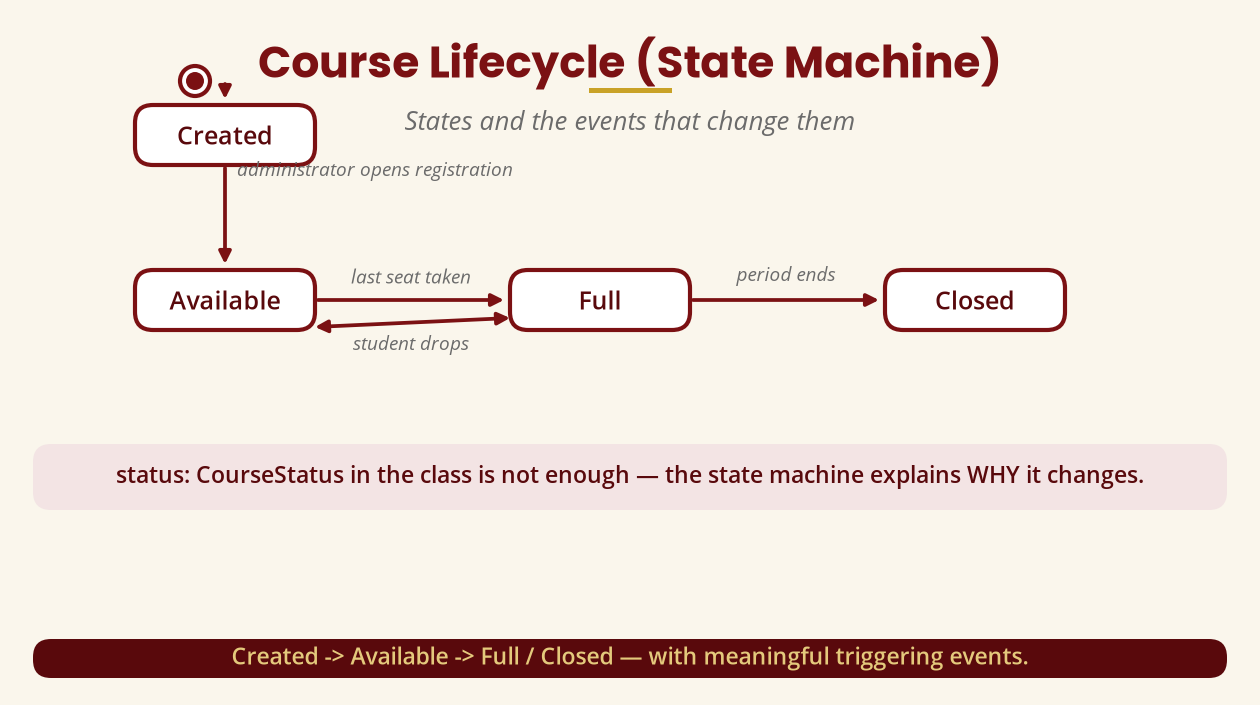 Course Lifecycle (State Machine)
States and the events that change them
Created
administrator opens registration
Available
last seat taken
student drops
Full
period ends
Closed
status: CourseStatus in the class is not enough — the state machine explains WHY it changes.
Created -> Available -> Full / Closed — with meaningful triggering events.